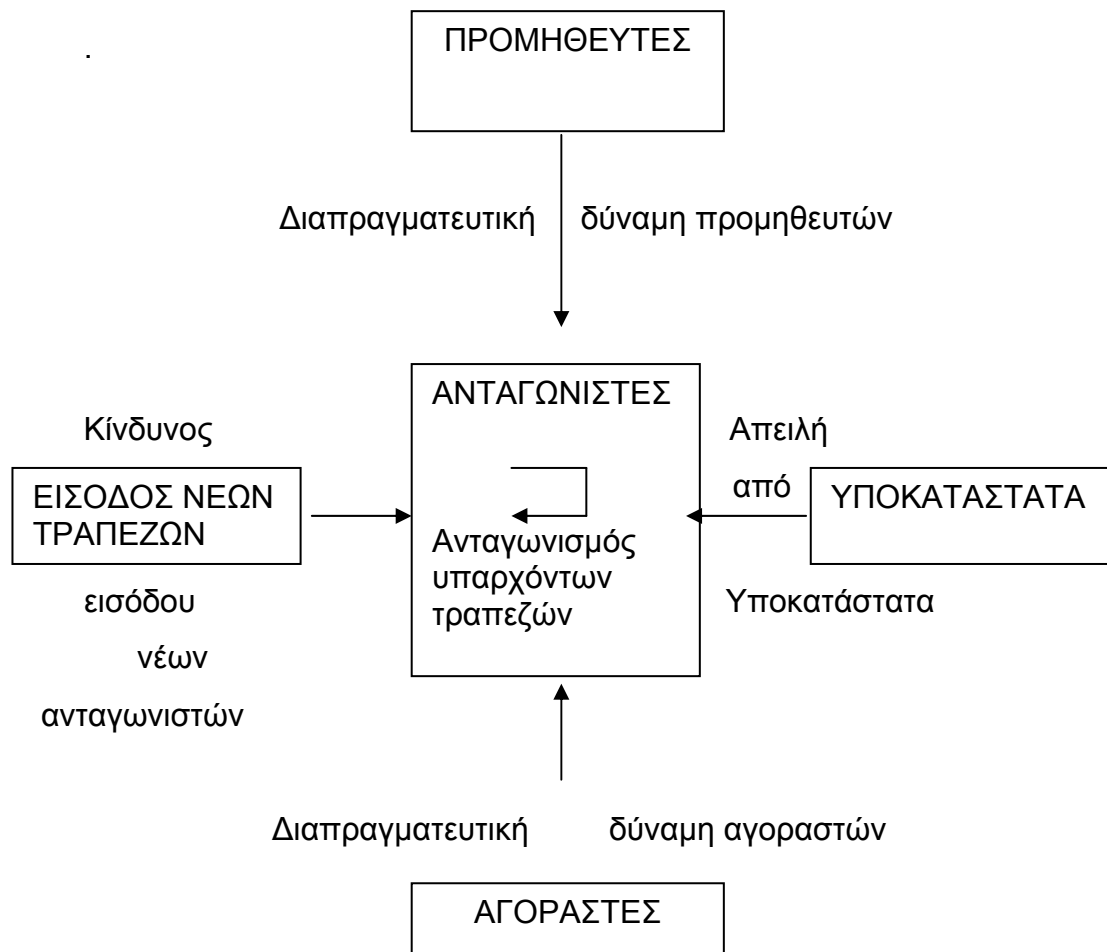 .
ΠΡΟΜΗΘΕΥΤΕΣ
Διαπραγματευτική δύναμη προμηθευτών
ΑΝΤΑΓΩΝΙΣΤΕΣ
Κίνδυνος
Απειλή
από
ΕΙΣΟΔΟΣ ΝΕΩΝ
ΤΡΑΠΕΖΩΝ
ΥΠΟΚΑΤΑΣΤΑΤΑ
Ανταγωνισμός
υπαρχόντων
τραπεζών
εισόδου
νέων
ανταγωνιστών
Υποκατάστατα
Διαπραγματευτική δύναμη αγοραστών
ΑΓΟΡΑΣΤΕΣ